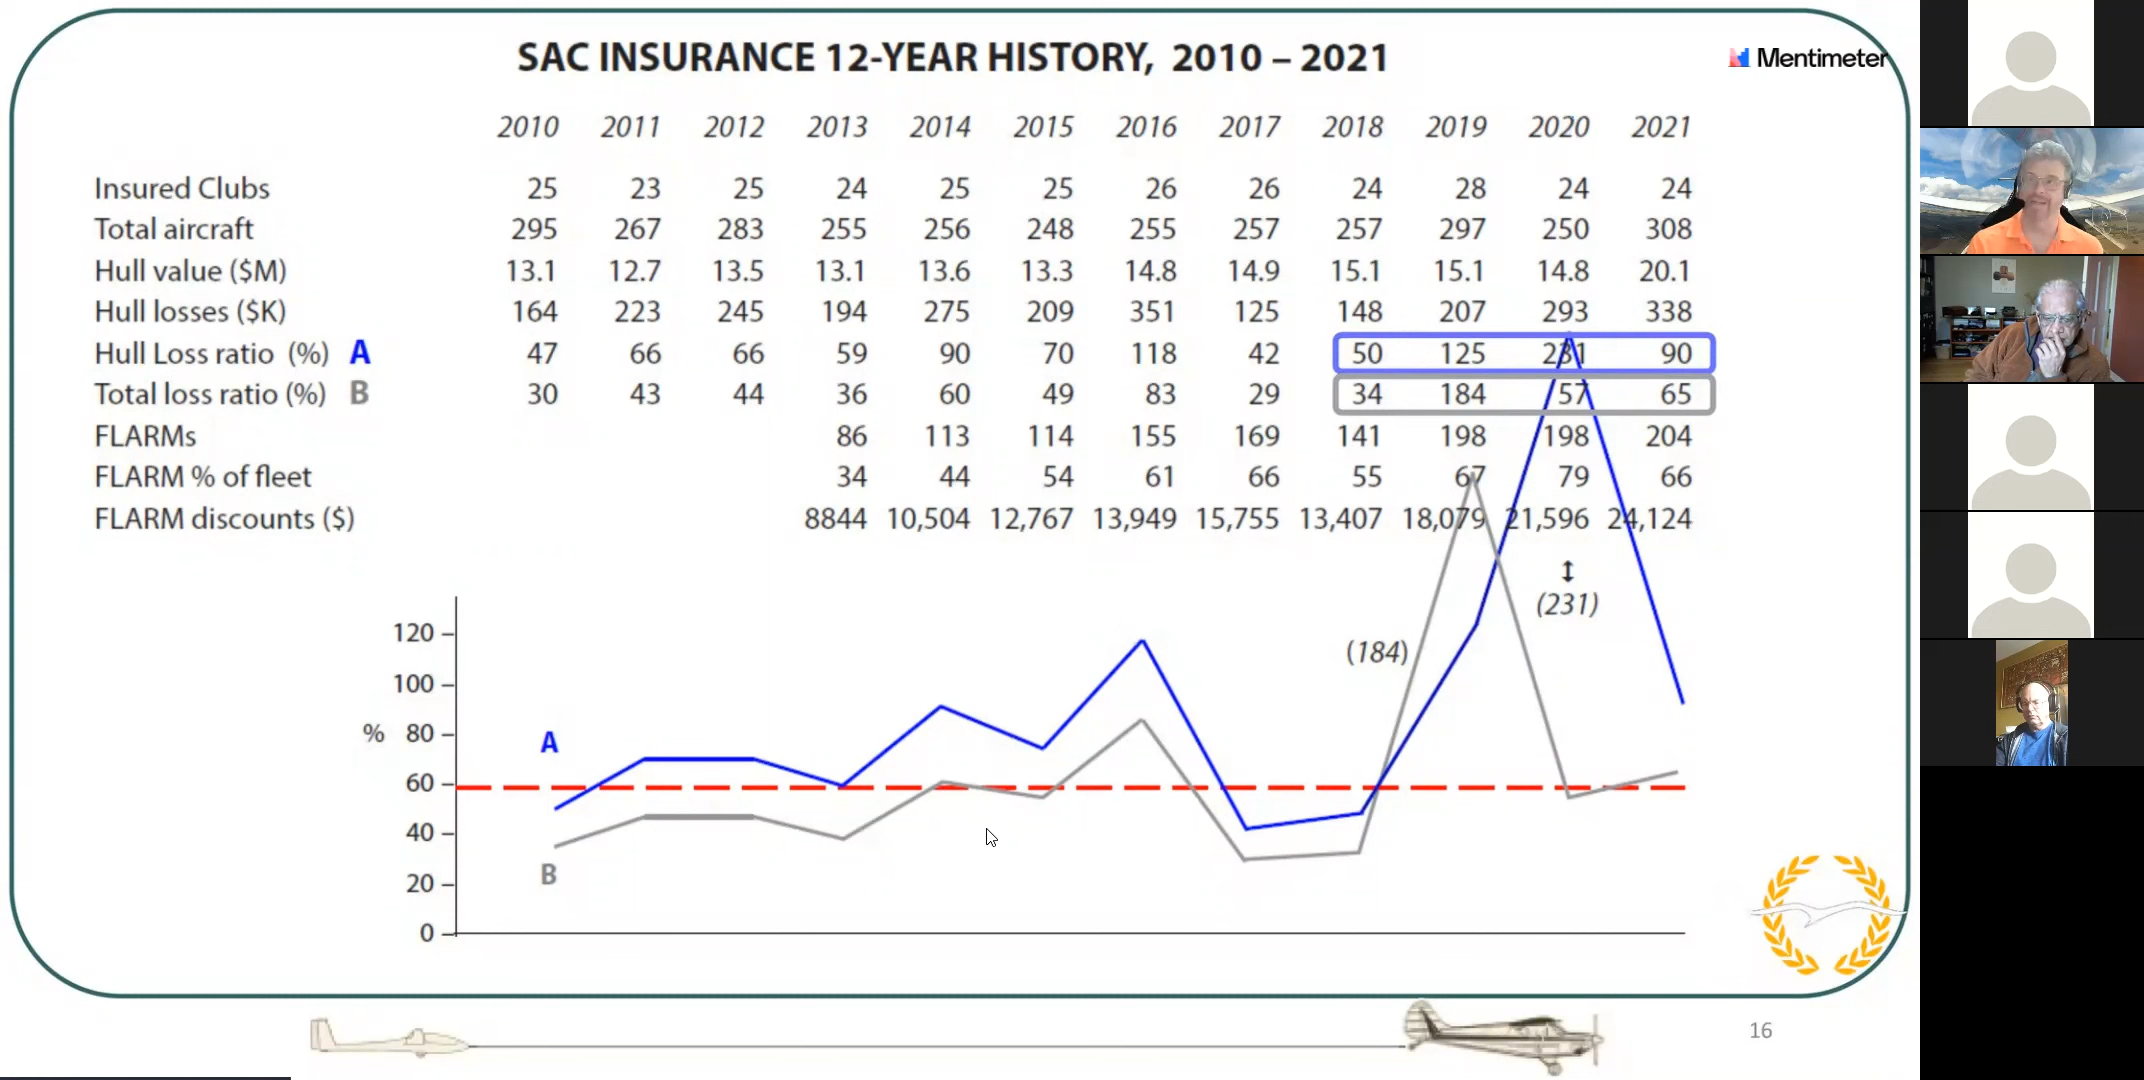 SAC INSURANCE 12-YEAR HISTORY, 2010 – 2021
Mentimeter
2010 2011 2012 2013 2014 2015 2016 2017 2018 2019 2020 2021
Insured Clubs 25 23 25 24 25 25 26 26 24 28 24 24
Total aircraft 295 267 283 255 256 248 255 257 257 297 250 308
Hull value ($M) 13.1 12.7 13.5 13.1 13.6 13.3 14.8 14.9 15.1 15.1 14.8 20.1
Hull losses ($K) 164 223 245 194 275 209 351 125 148 207 293 338
Hull Loss ratio (%) A 47 66 66 59 90 70 118 42 50 125 231 90
Total loss ratio (%) B 30 43 44 36 60 49 83 29 34 184 57 65
FLARMs 86 113 114 155 169 141 198 198 204
FLARM % of fleet 34 44 54 61 66 55 67 79 66
FLARM discounts ($) 8844 10,504 12,767 13,949 15,755 13,407 18,079 21,596 24,124
↕
(231)
120
(184)
100
% 80
A
60
40
B
20
0
16